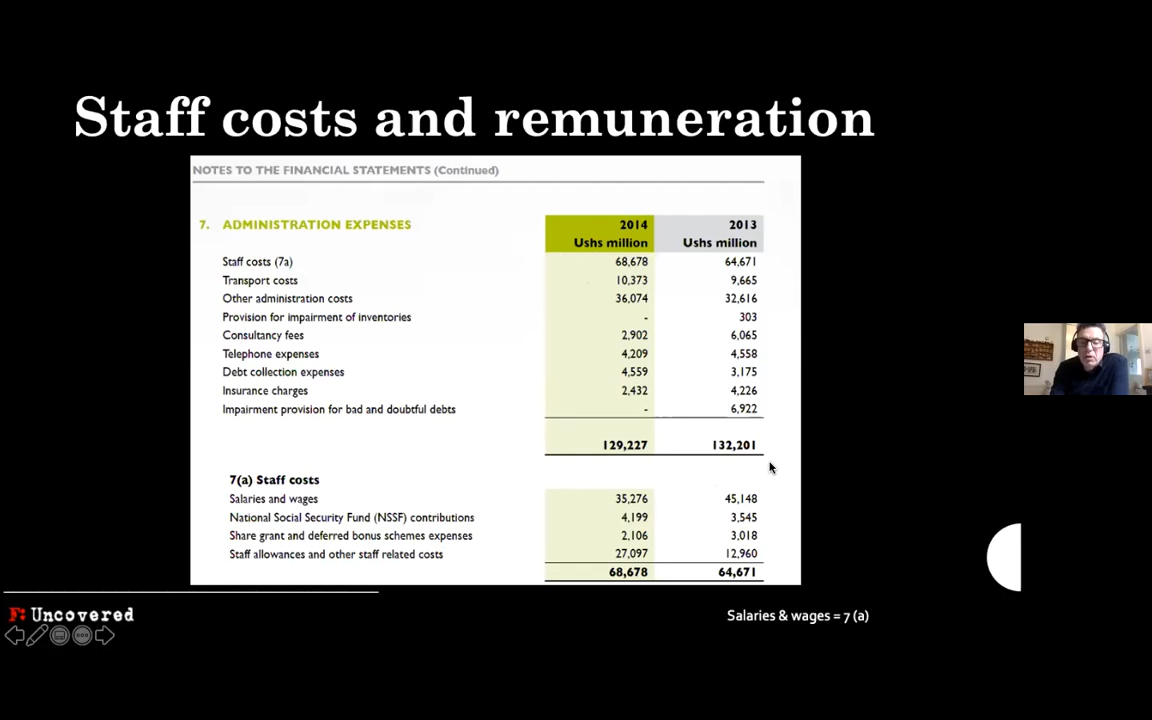 Staff costs and remuneration
NOTES TO THE FINANCIAL STATEMENTS (Continued)
7. ADMINISTRATION EXPENSES 2014 2013
Ushs million Ushs million
Staff costs (7a) 68,678 64,671
Transport costs 10,373 9,665
Other administration costs 36,074 32,616
Provision for impairment of inventories - 303
Consultancy fees 2,902 6,065
Telephone expenses 4,209 4,558
Debt collection expenses 4,559 3,175
Insurance charges 2,432 4,226
Impairment provision for bad and doubtful debts - 6,922
129,227 132,201
7(a) Staff costs
Salaries and wages 35,276 45,148
National Social Security Fund (NSSF) contributions 4,199 3,545
Share grant and deferred bonus schemes expenses 2,106 3,018
Staff allowances and other staff related costs 27,097 12,960
68,678 64,671
F: Uncovered
Salaries & wages = 7 (a)